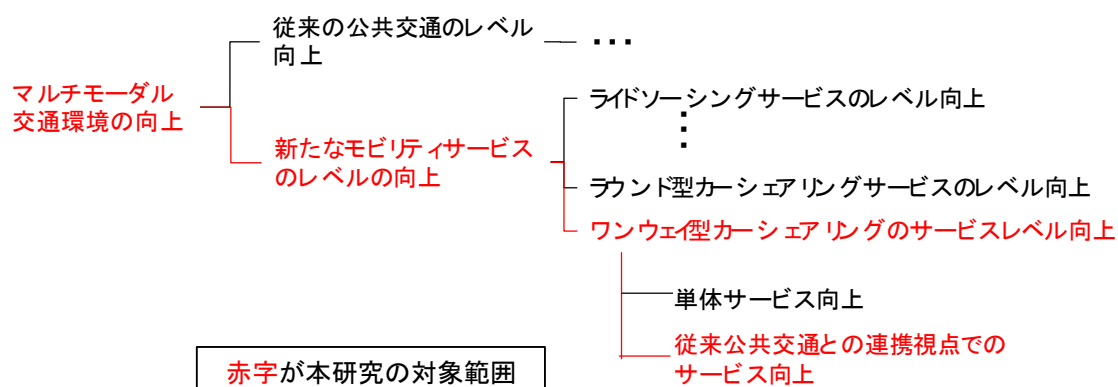 従来の公共交通のレベル
向上
・・・
マルチモーダル
交通環境の向上
ライドソーシングサービスのレベル向上
・・・
新たなモビリティサービス
のレベルの向上
ラウンド型カーシェアリングサービスのレベル向上
ワンウェイ型カーシェアリングのサービスレベル向上
単体サービス向上
従来公共交通との連携視点での
サービス向上
赤字が本研究の対象範囲